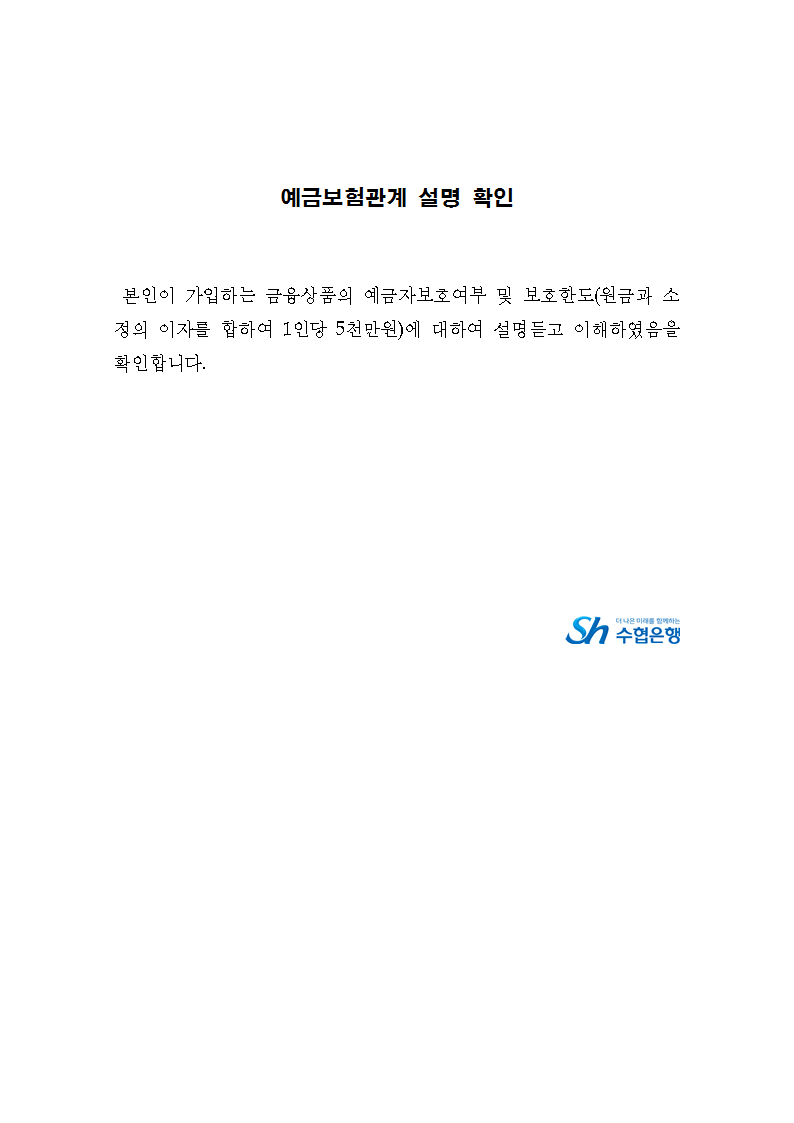 예금보험관계 설명 확인
본인이 가입하는 금융상품의 예금자보호여부 및 보호한도(원금과 소
정의 이자를 합하여 1인당 5천만원)에 대하여 설명듣고 이해하였음을
확인합니다.
더 나은 미래를 함께하는
Sh 수협은행